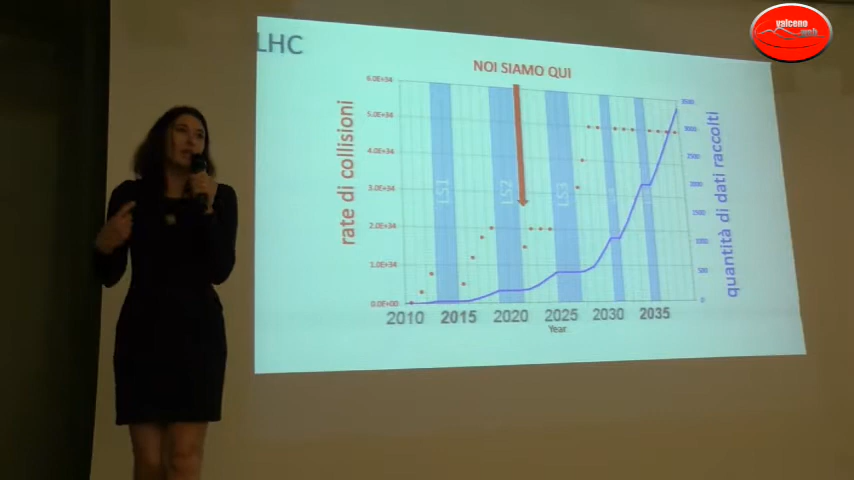 valceno
web
LHC
NOI SIAMO QUI
rate di collisioni
6.0E+34
5.0E+34
4.0E+34
3.0E+34
2.0E+34
1.0E+34
0.0E+00
LS1
LS2
LS3
3500
3000
2500
2000
1500
1000
500
0
quantità di dati raccolti
2010 2015 2020 2025 2030 2035
Year